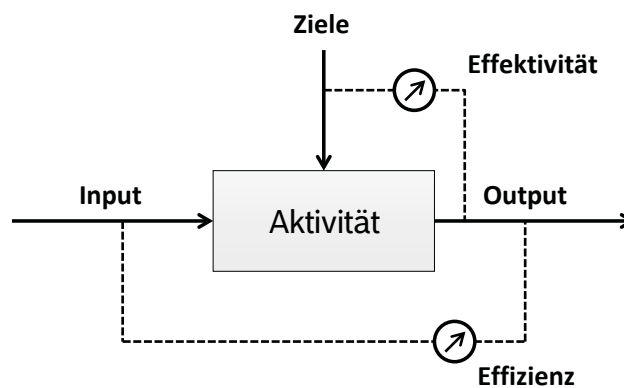 Ziele
Effektivität
Input
Aktivität
Output
Effizienz